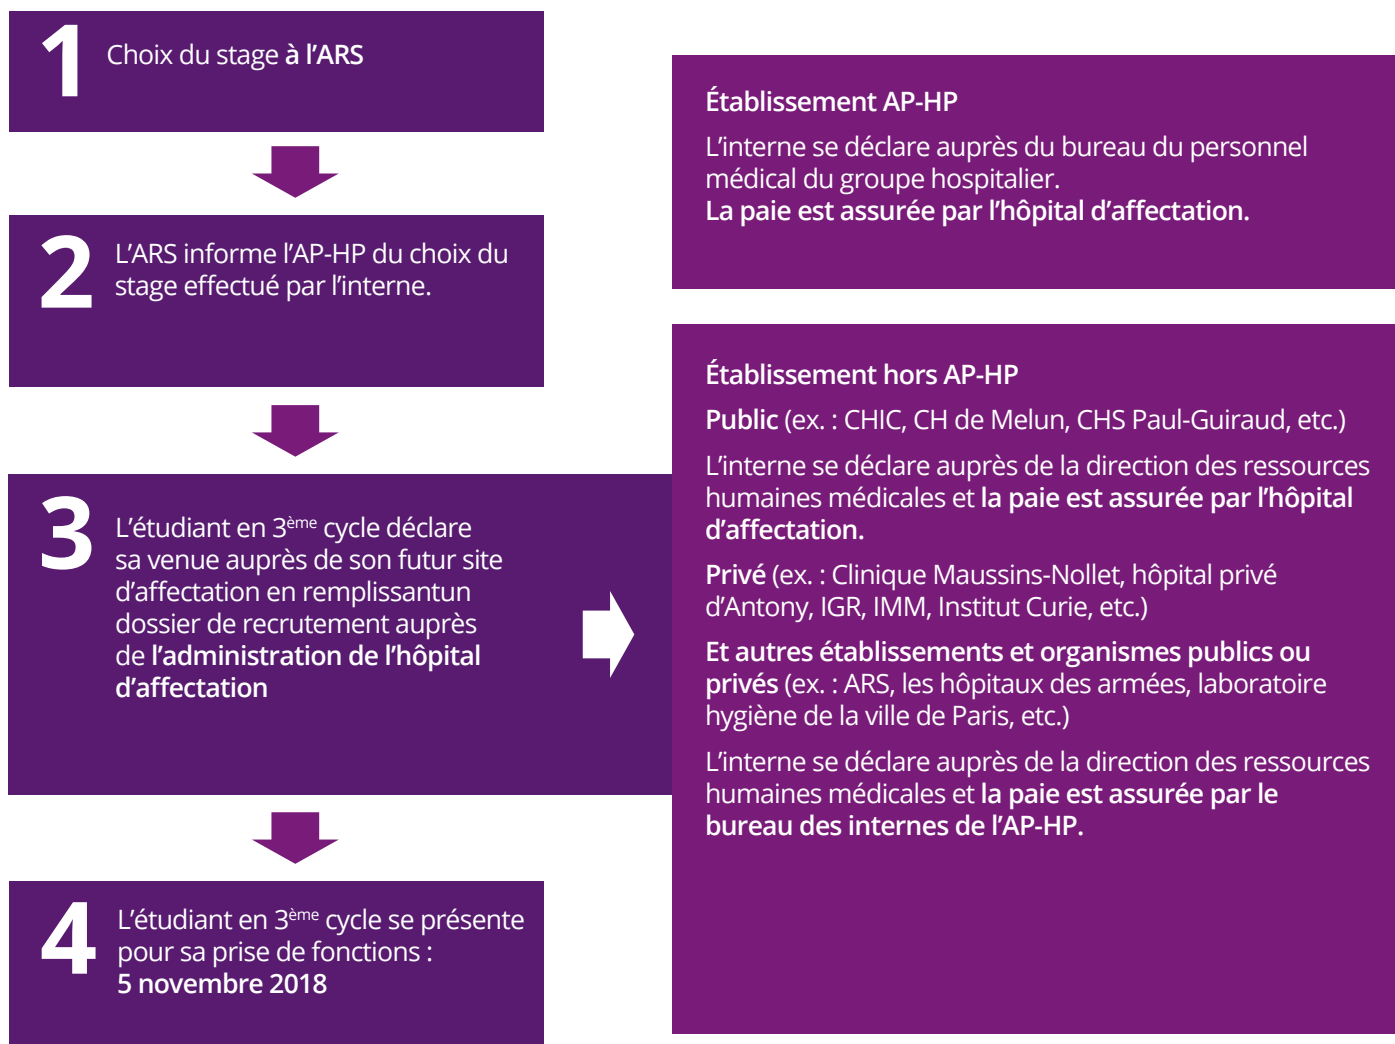 1
Choix du stage à l’ARS
2
L’ARS informe l’AP-HP du choix du
stage effectué par l’interne.
3
L’étudiant en 3ème cycle déclare
sa venue auprès de son futur site
d’affectation en remplissantun
dossier de recrutement auprès
de l’administration de l’hôpital
d’affectation
4
L’étudiant en 3ème cycle se présente
pour sa prise de fonctions :
5 novembre 2018
Établissement AP-HP
L’interne se déclare auprès du bureau du personnel
médical du groupe hospitalier.
La paie est assurée par l’hôpital d’affectation.
Établissement hors AP-HP
Public (ex. : CHIC, CH de Melun, CHS Paul-Guiraud, etc.)
L’interne se déclare auprès de la direction des ressources
humaines médicales et la paie est assurée par l’hôpital
d’affectation.
Privé (ex. : Clinique Maussins-Nollet, hôpital privé
d’Antony, IGR, IMM, Institut Curie, etc.)
Et autres établissements et organismes publics ou
privés (ex. : ARS, les hôpitaux des armées, laboratoire
hygiène de la ville de Paris, etc.)
L’interne se déclare auprès de la direction des ressources
humaines médicales et la paie est assurée par le
bureau des internes de l’AP-HP.